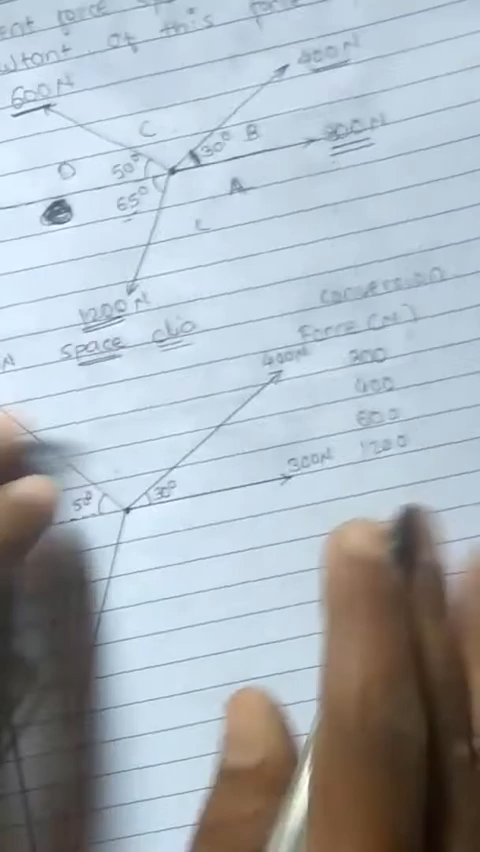 ent force
of this force
400N
600N
C
30° B
300N
50°
D
65°
A
L
1200N
space dia
conversion
Force (N)
400N
300
400
600
300N
1200
50
30°